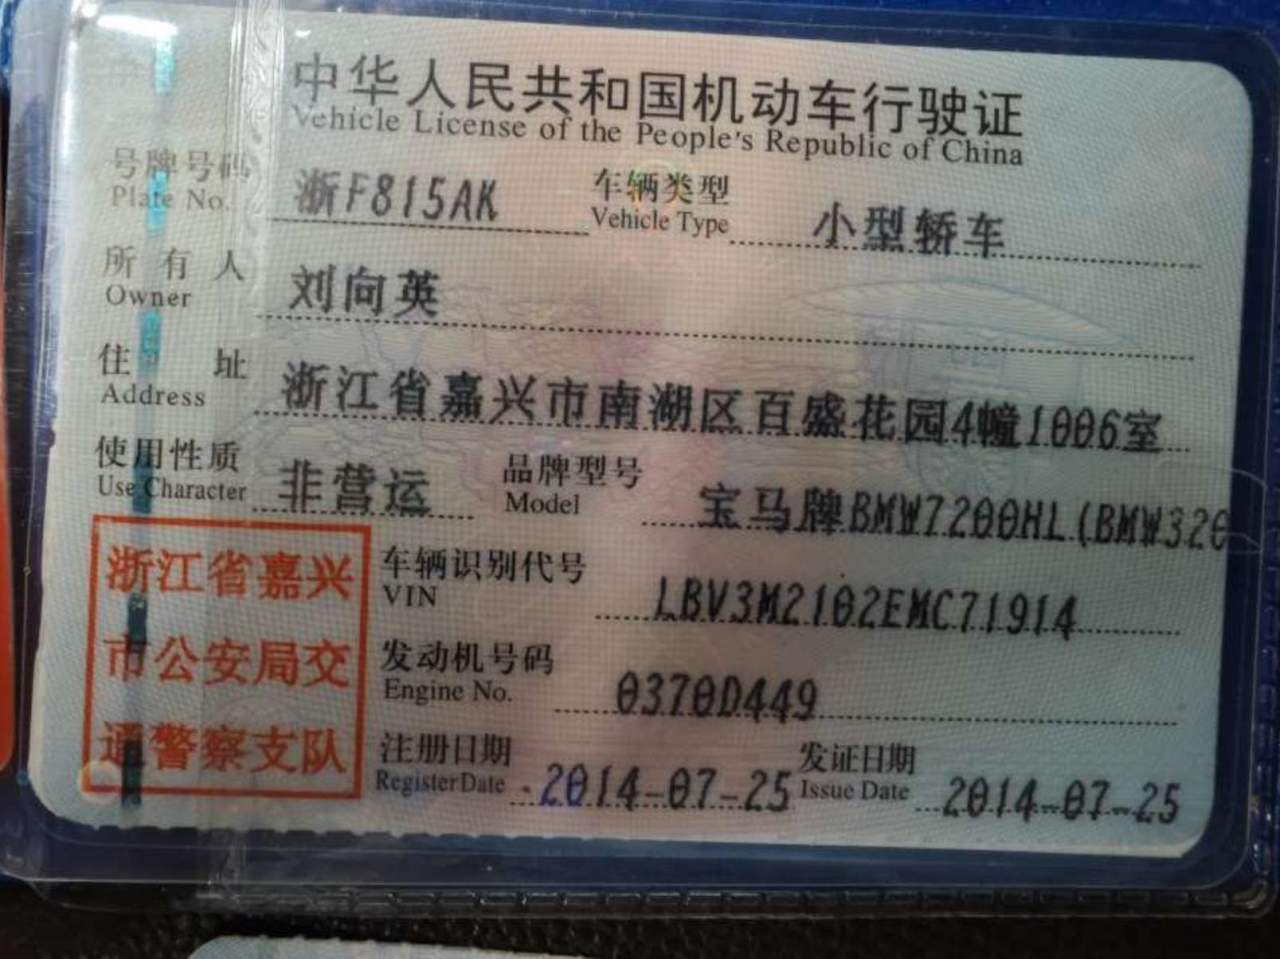 中华人民共和国机动车行驶证
Vehicle License of the People's Republic of China
号牌号码 浙F815AK 车辆类型 小型轿车
Plate No. Vehicle Type
所有人 刘向英
Owner
住址 浙江省嘉兴市南湖区百盛花园4幢1006室
Address
使用性质 非营运 品牌型号 宝马牌BMW7200HL(BMW320
Use Character Model
浙江省嘉兴
市公安局交
通警察支队
车辆识别代号 LBV3M2102EMC71914
VIN
发动机号码 0370D449
Engine No.
注册日期 2014-07-25 发证日期 2014-07-25
Register Date Issue Date